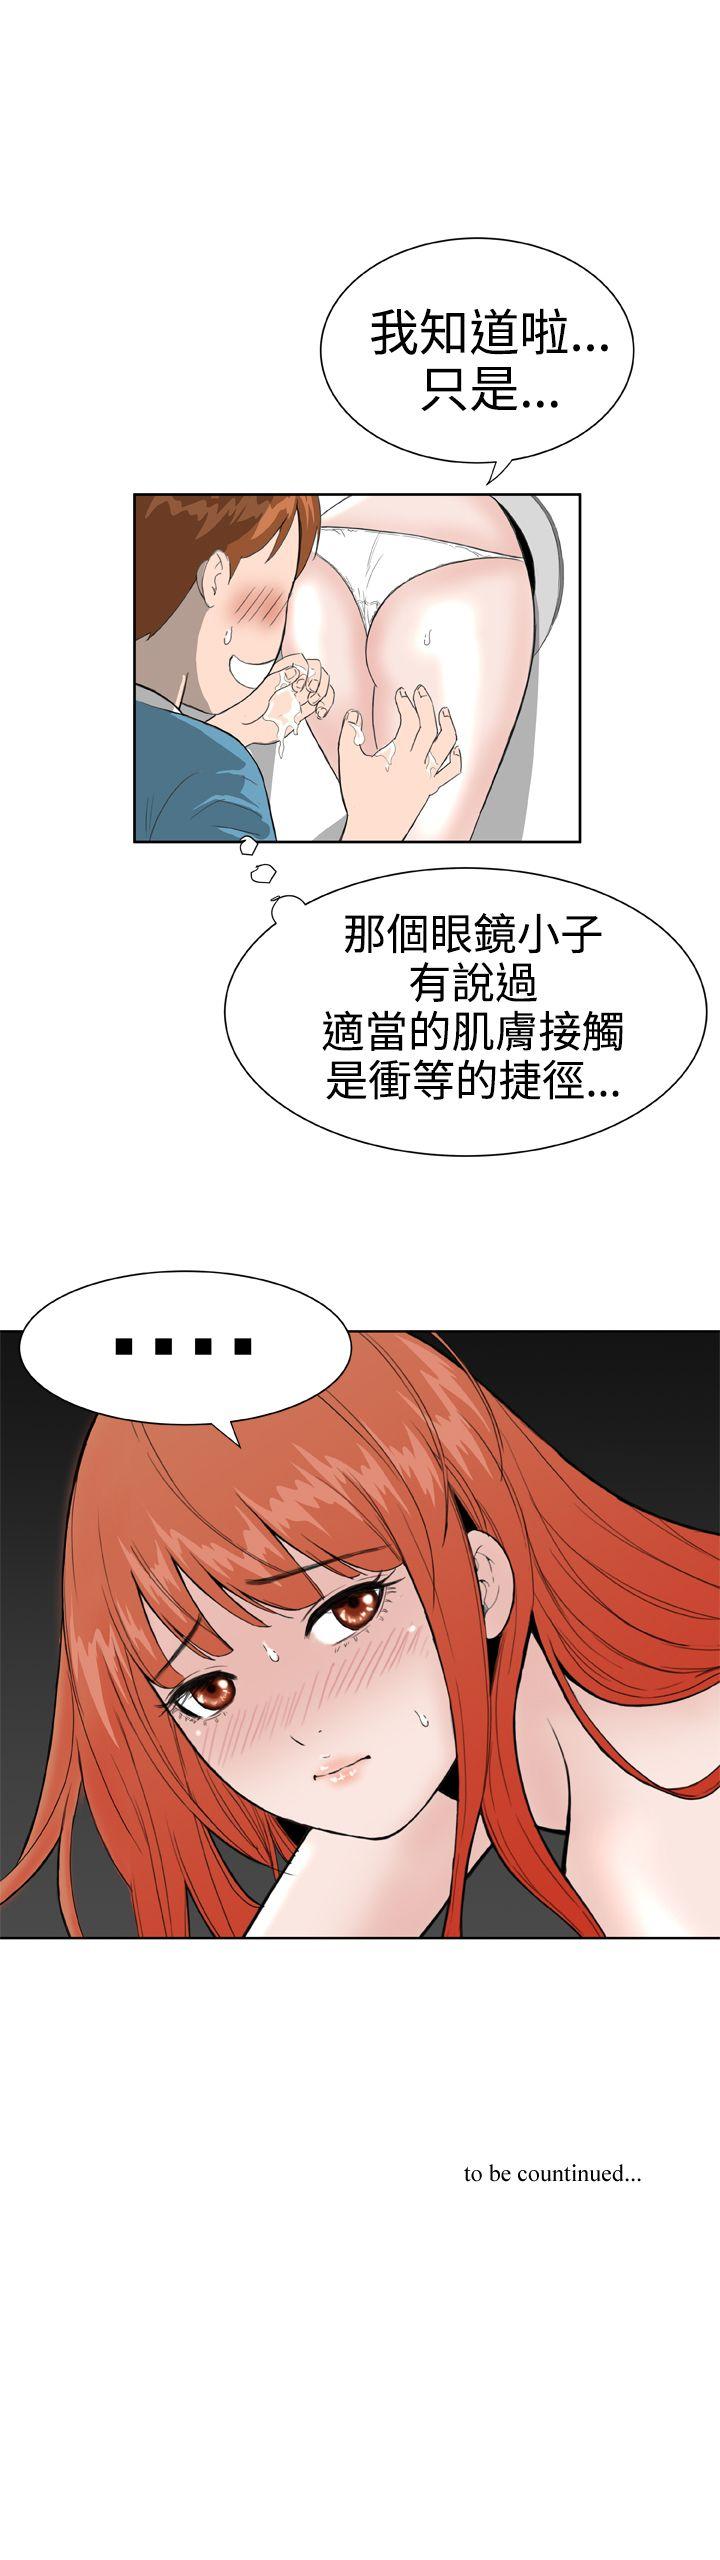 我知道啦...
只是...
那個眼鏡小子
有說過
適當的肌膚接觸
是衝等的捷徑...
....
to be countinued...